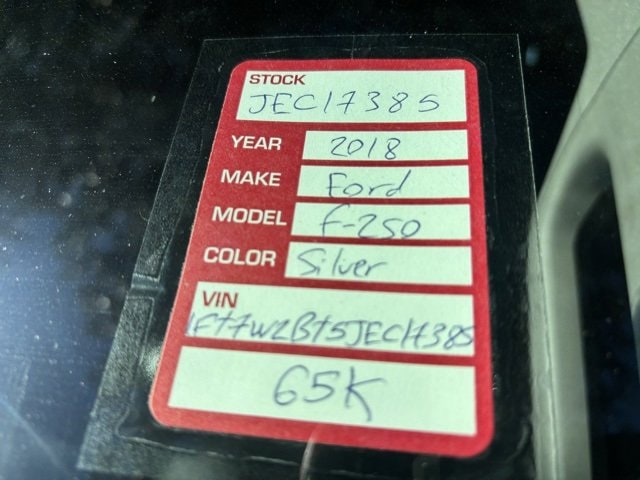 STOCK
JEC17385
YEAR 2018
MAKE Ford
MODEL F-250
COLOR Silver
VIN
1FT7W2BT5JEC17385
65K